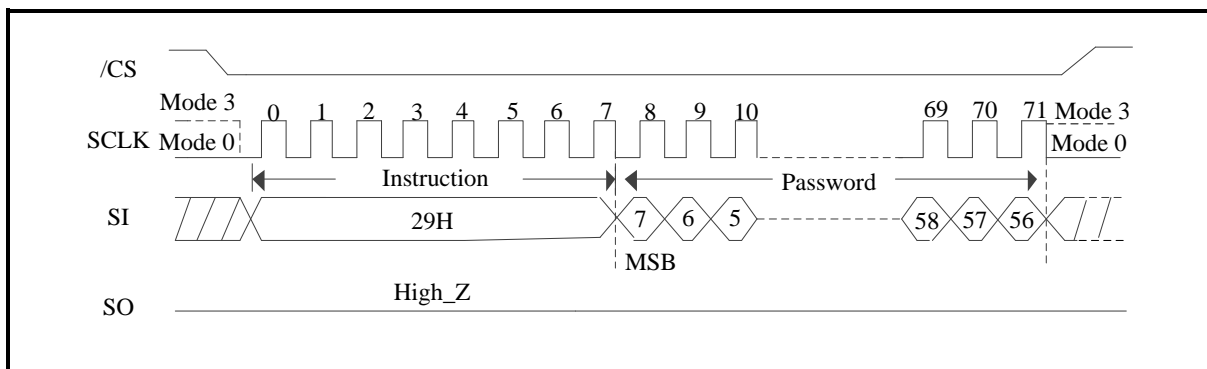 /CS
Mode 3
0 1 2 3 4 5 6 7 8 9 10 69 70 71
Mode 3
SCLK
Mode 0
Mode 0
Instruction
Password
SI
29H
7 6 5 58 57 56
MSB
High_Z
SO